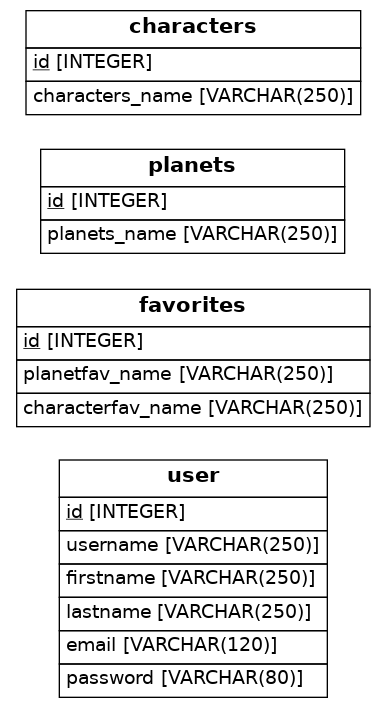 characters
id [INTEGER]
characters_name [VARCHAR(250)]
planets
id [INTEGER]
planets_name [VARCHAR(250)]
favorites
id [INTEGER]
planetfav_name [VARCHAR(250)]
characterfav_name [VARCHAR(250)]
user
id [INTEGER]
username [VARCHAR(250)]
firstname [VARCHAR(250)]
lastname [VARCHAR(250)]
email [VARCHAR(120)]
password [VARCHAR(80)]